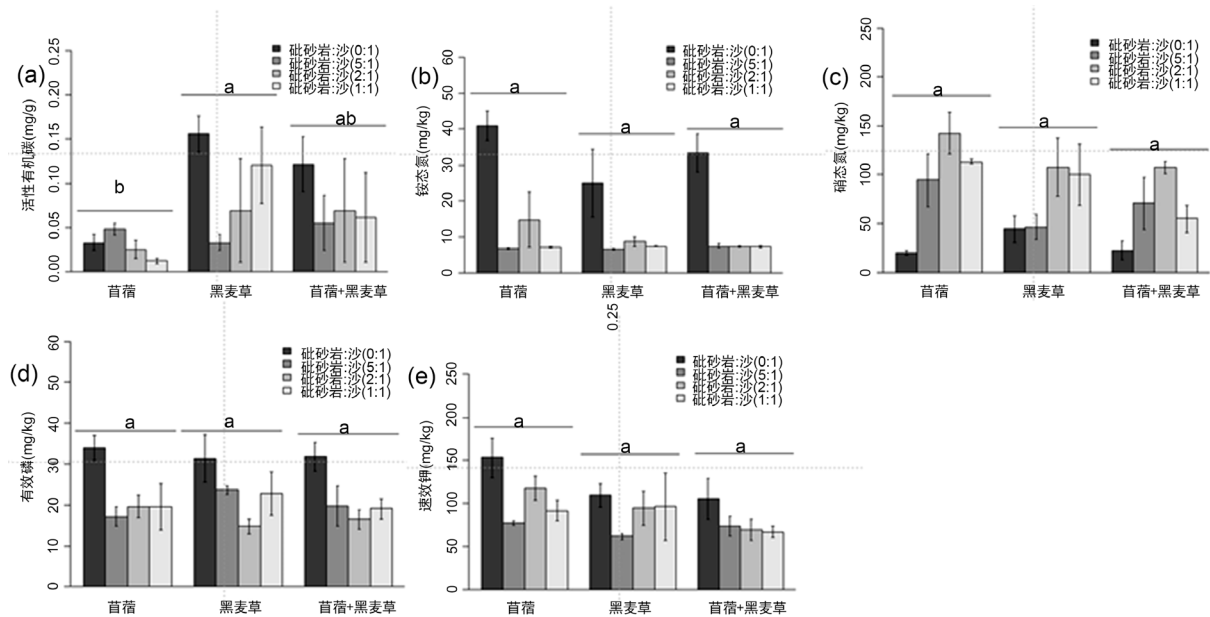 (a)
活性有机碳(mg/g)
0.25
0.20
0.15
0.10
0.05
0.00
砒砂岩:沙(0:1)
砒砂岩:沙(5:1)
砒砂岩:沙(2:1)
砒砂岩:沙(1:1)
b
a
ab
苜蓿
黑麦草
苜蓿+黑麦草
(b)
铵态氮(mg/kg)
60
50
40
30
20
10
0
砒砂岩:沙(0:1)
砒砂岩:沙(5:1)
砒砂岩:沙(2:1)
砒砂岩:沙(1:1)
a
a
a
苜蓿
黑麦草
苜蓿+黑麦草
(c)
硝态氮(mg/kg)
250
200
150
100
50
0
砒砂岩:沙(0:1)
砒砂岩:沙(5:1)
砒砂岩:沙(2:1)
砒砂岩:沙(1:1)
a
a
a
苜蓿
黑麦草
苜蓿+黑麦草
(d)
有效磷(mg/kg)
60
50
40
30
20
10
0
砒砂岩:沙(0:1)
砒砂岩:沙(5:1)
砒砂岩:沙(2:1)
砒砂岩:沙(1:1)
a
a
a
苜蓿
黑麦草
苜蓿+黑麦草
0.25
(e)
速效钾(mg/kg)
250
200
150
100
50
0
砒砂岩:沙(0:1)
砒砂岩:沙(5:1)
砒砂岩:沙(2:1)
砒砂岩:沙(1:1)
a
a
a
苜蓿
黑麦草
苜蓿+黑麦草